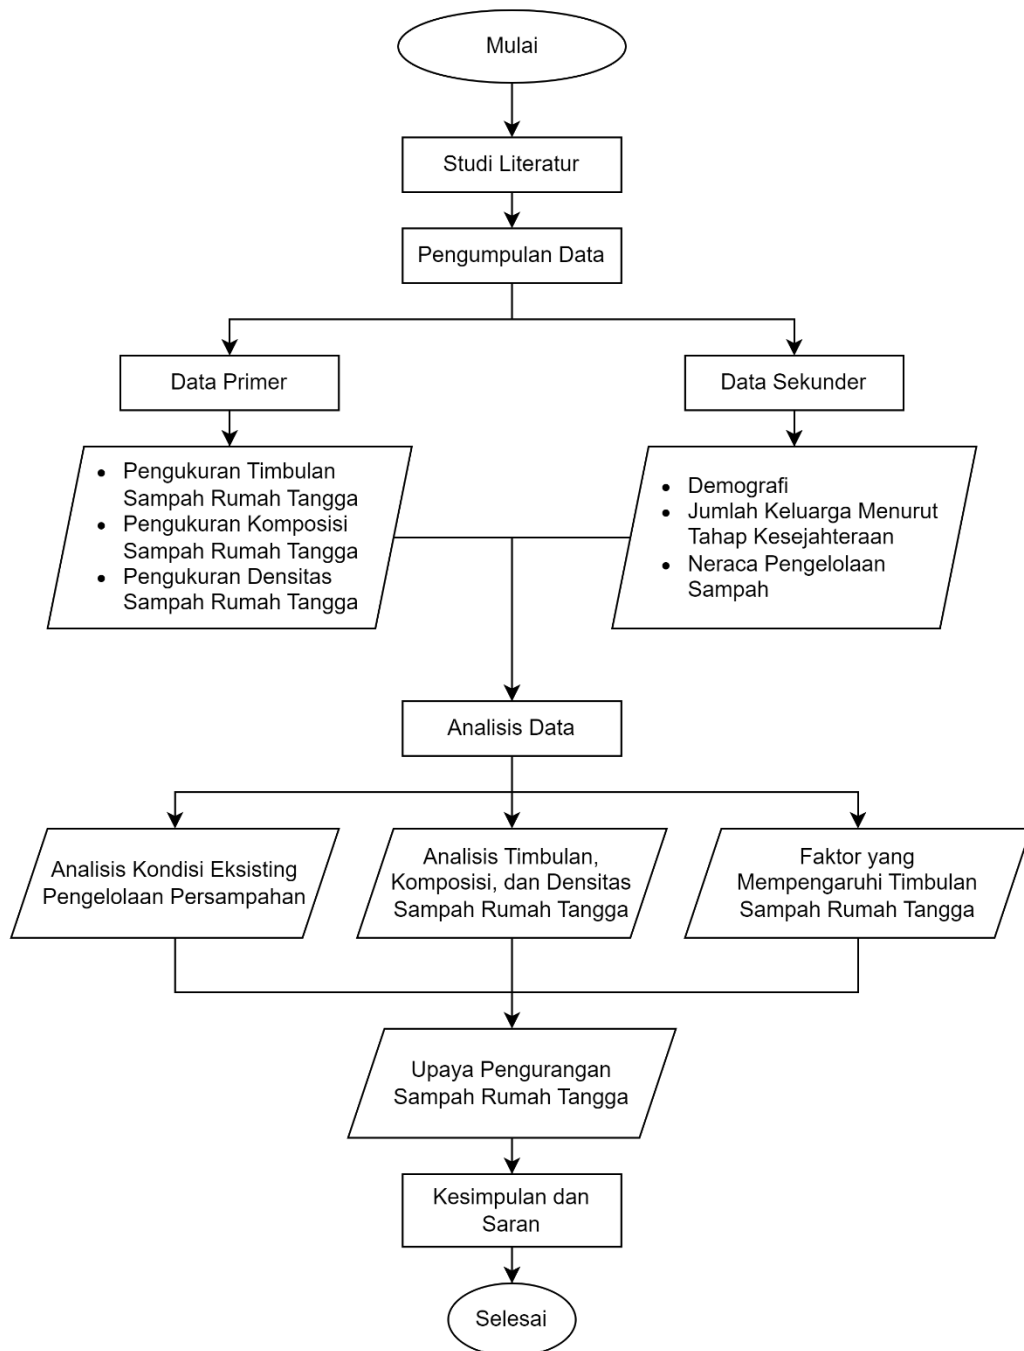 Mulai
Studi Literatur
Pengumpulan Data
Data Primer
Data Sekunder
• Pengukuran Timbulan
Sampah Rumah Tangga
• Pengukuran Komposisi
Sampah Rumah Tangga
• Pengukuran Densitas
Sampah Rumah Tangga
• Demografi
• Jumlah Keluarga Menurut
Tahap Kesejahteraan
• Neraca Pengelolaan
Sampah
Analisis Data
Analisis Kondisi Eksisting
Pengelolaan Persampahan
Analisis Timbulan,
Komposisi, dan Densitas
Sampah Rumah Tangga
Faktor yang
Mempengaruhi Timbulan
Sampah Rumah Tangga
Upaya Pengurangan
Sampah Rumah Tangga
Kesimpulan dan
Saran
Selesai